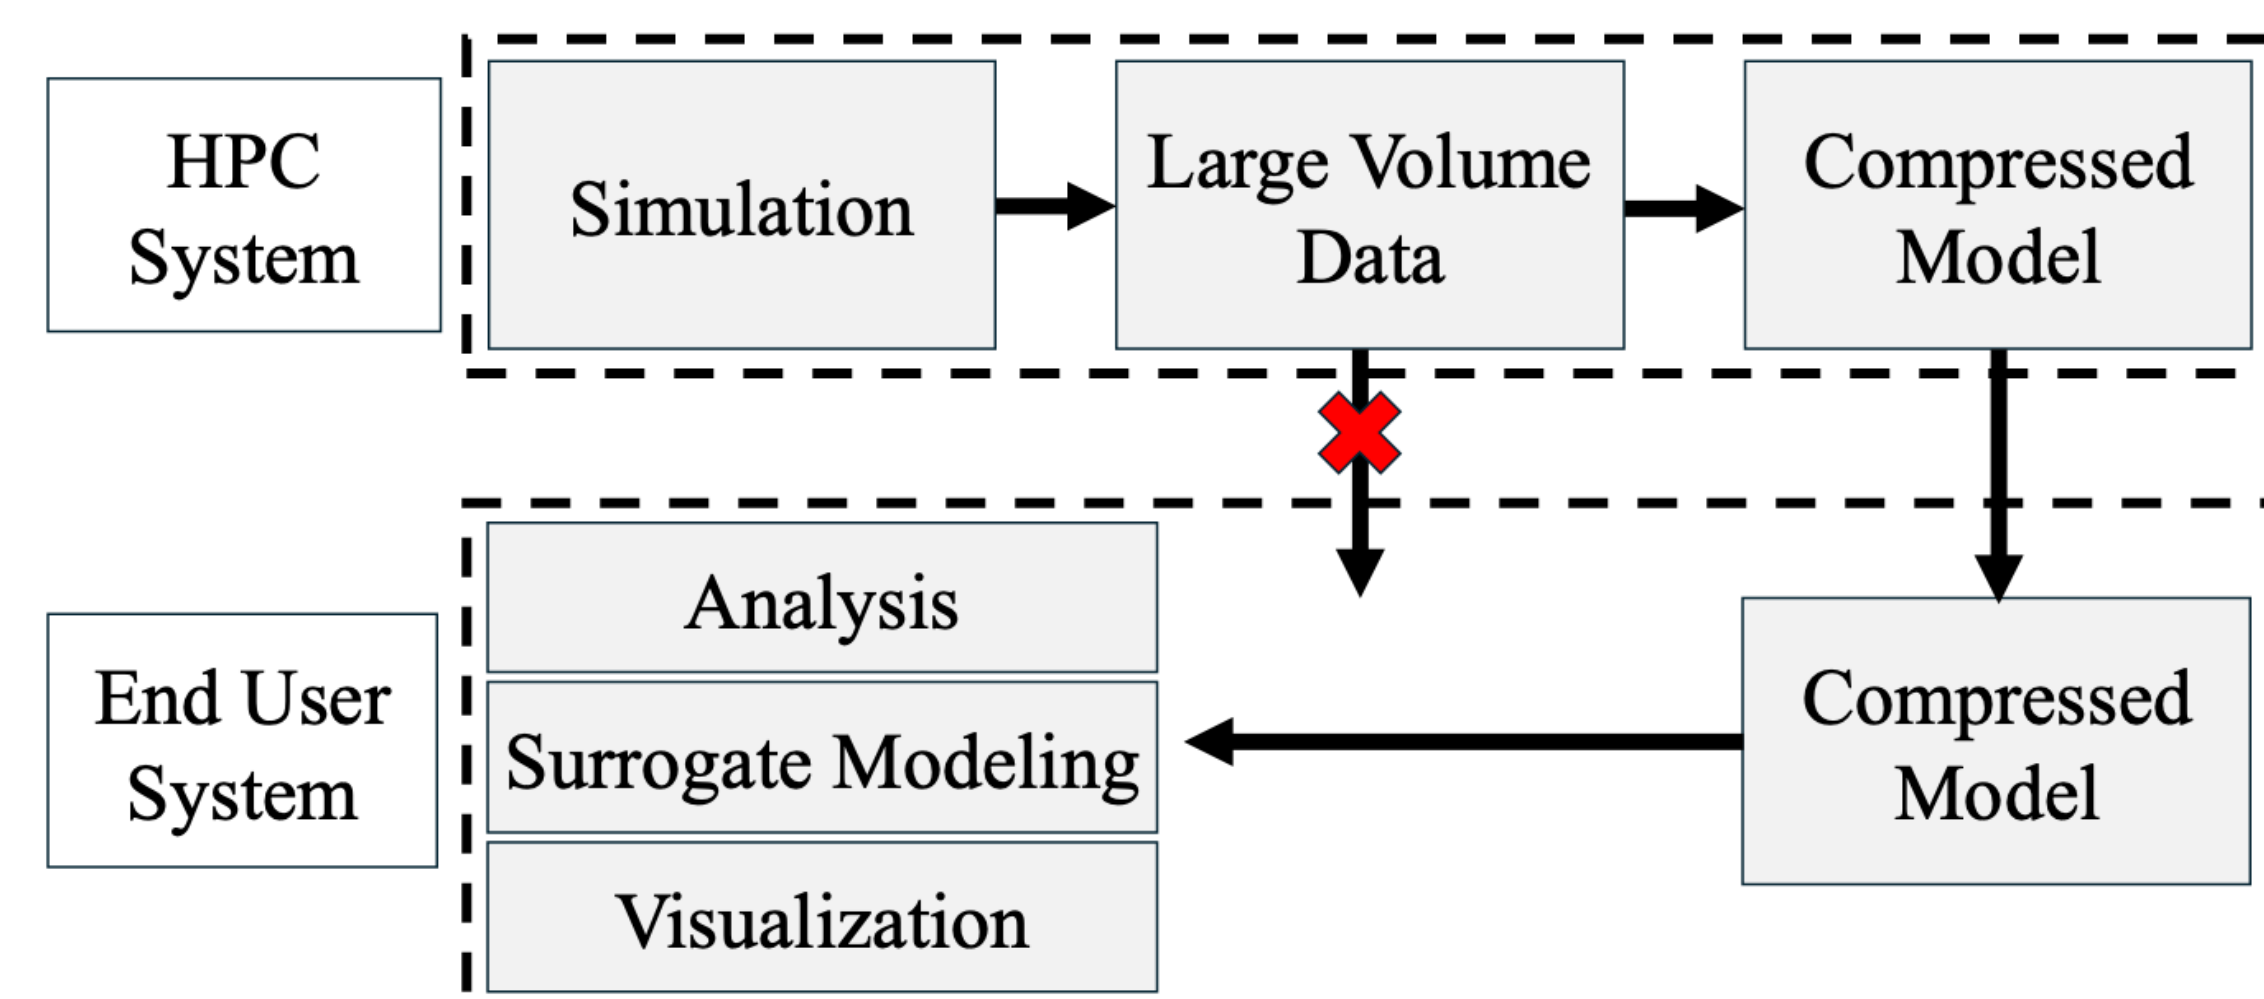 HPC
System
Simulation
Large Volume
Data
Compressed
Model
End User
System
Analysis
Surrogate Modeling
Visualization
Compressed
Model